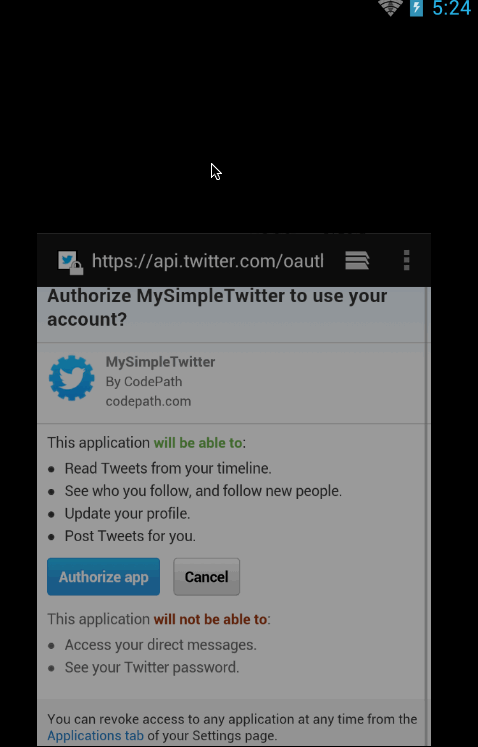 5:24
https://api.twitter.com/oautl
Authorize MySimpleTwitter to use your
account?
MySimpleTwitter
By CodePath
codepath.com
This application will be able to:
● Read Tweets from your timeline.
● See who you follow, and follow new people.
● Update your profile.
● Post Tweets for you.
Authorize app Cancel
This application will not be able to:
● Access your direct messages.
● See your Twitter password.
You can revoke access to any application at any time from the
Applications tab of your Settings page.